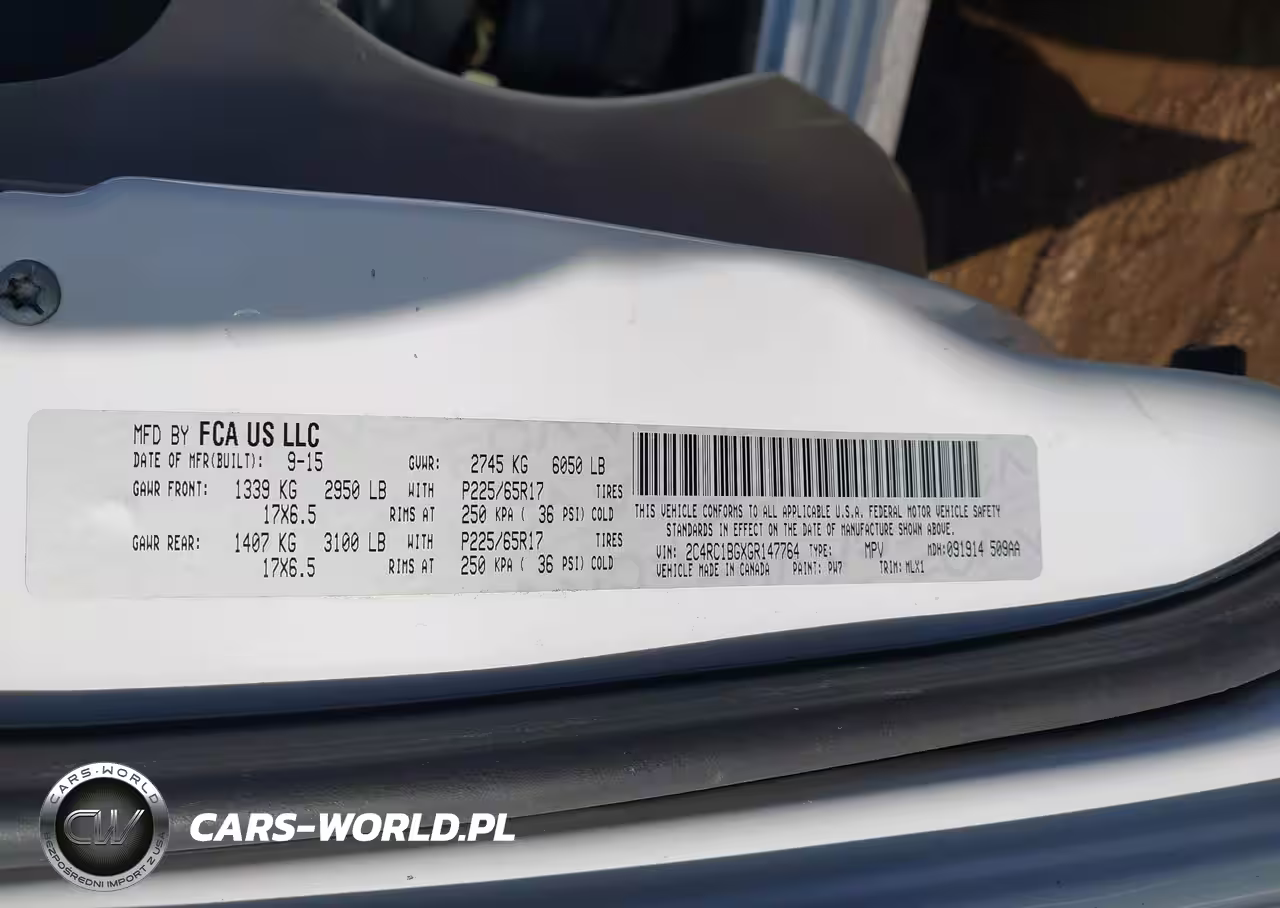 MFD BY FCA US LLC
DATE OF MFR(BUILT): 9-15 GVWR: 2745 KG 6050 LB
GAWR FRONT: 1339 KG 2950 LB WITH P225/65R17 TIRES
17X6.5 RIMS AT 250 KPA ( 36 PSI) COLD
GAWR REAR: 1407 KG 3100 LB WITH P225/65R17 TIRES
17X6.5 RIMS AT 250 KPA ( 36 PSI) COLD
THIS VEHICLE CONFORMS TO ALL APPLICABLE U.S.A. FEDERAL MOTOR VEHICLE SAFETY
STANDARDS IN EFFECT ON THE DATE OF MANUFACTURE SHOWN ABOVE.
VIN: 2C4RC1BGXGR147764 TYPE: MPV MDH:091914 509AA
VEHICLE MADE IN CANADA PAINT: PW7 TRIM: MLX1
CARS-WORLD
CW
BEZPOŚREDNI IMPORT Z USA
CARS-WORLD.PL